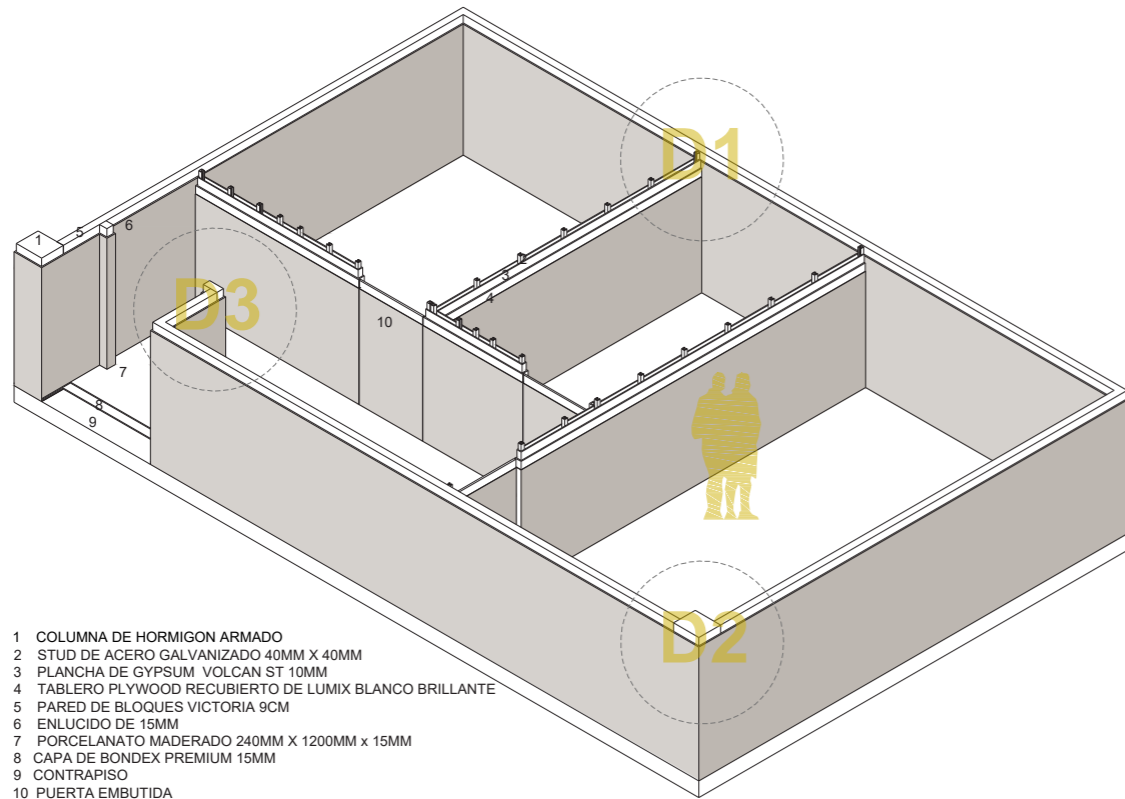 D1
5
6
1
2
3
4
D3
10
7
8
9
D2
1 COLUMNA DE HORMIGON ARMADO
2 STUD DE ACERO GALVANIZADO 40MM X 40MM
3 PLANCHA DE GYPSUM VOLCAN ST 10MM
4 TABLERO PLYWOOD RECUBIERTO DE LUMIX BLANCO BRILLANTE
5 PARED DE BLOQUES VICTORIA 9CM
6 ENLUCIDO DE 15MM
7 PORCELANATO MADERADO 240MM X 1200MM x 15MM
8 CAPA DE BONDEX PREMIUM 15MM
9 CONTRAPISO
10 PUERTA EMBUTIDA